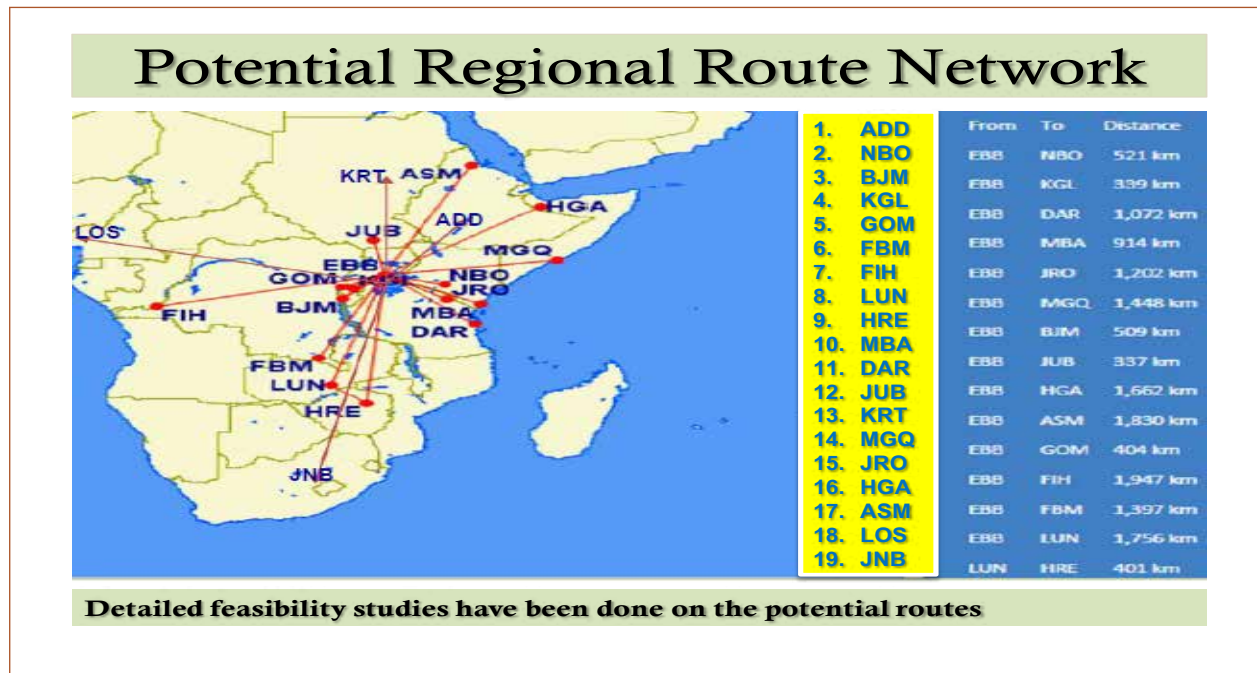 Potential Regional Route Network
KRT ASM
HGA
ADD
LOS
JUB
MGQ
EBB
GOM KGL NBO
JRO
BJM
FIH
MBA
DAR
FBM
LUN
HRE
JNB
1. ADD
2. NBO
3. BJM
4. KGL
5. GOM
6. FBM
7. FIH
8. LUN
9. HRE
10. MBA
11. DAR
12. JUB
13. KRT
14. MGQ
15. JRO
16. HGA
17. ASM
18. LOS
19. JNB
From To Distance
EBB NBO 521 km
EBB KGL 339 km
EBB DAR 1,072 km
EBB MBA 914 km
EBB JRO 1,202 km
EBB MGQ 1,448 km
EBB BJM 509 km
EBB JUB 337 km
EBB HGA 1,662 km
EBB ASM 1,830 km
EBB GOM 404 km
EBB FIH 1,947 km
EBB FBM 1,397 km
EBB LUN 1,756 km
LUN HRE 401 km
Detailed feasibility studies have been done on the potential routes